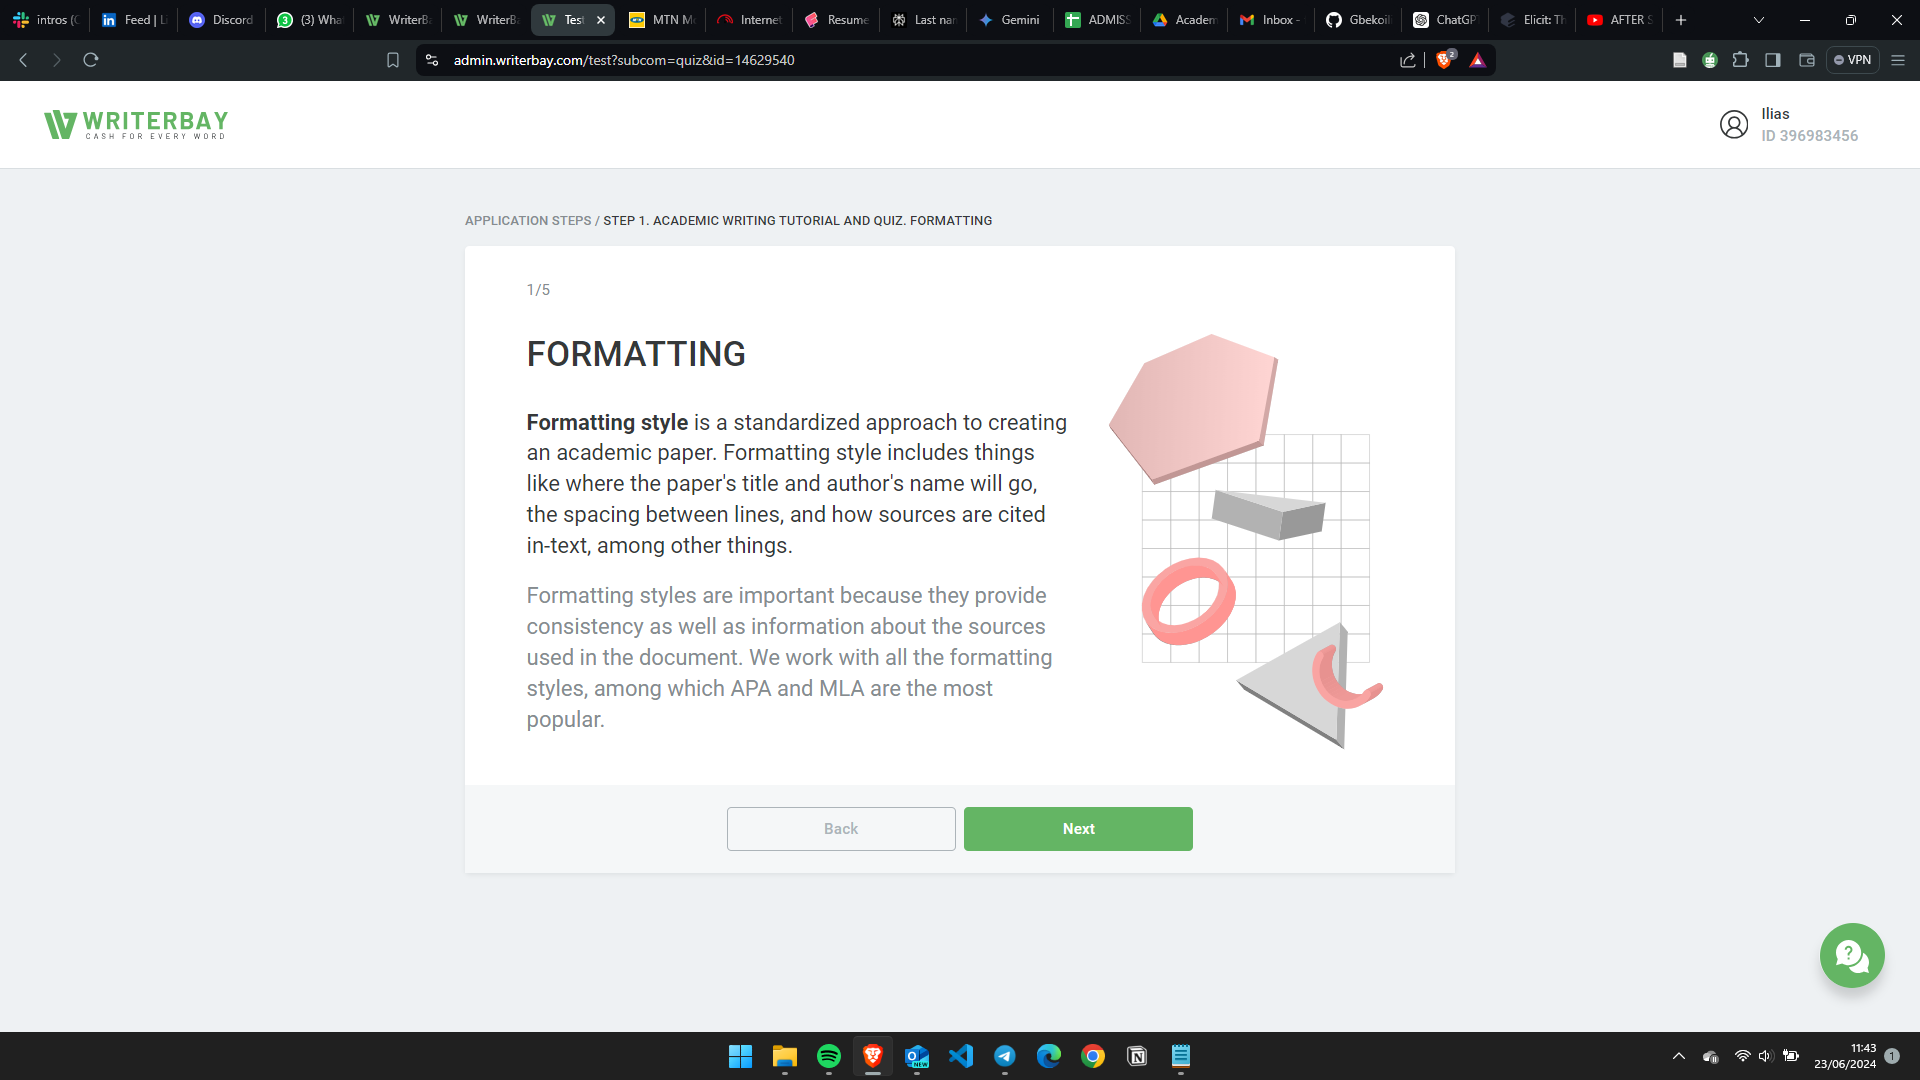 intros (
Feed | L
Discord
(3) Wha
WriterB
WriterB
Test
MTN M
Internet
Resume
Last na
Gemini
ADMISS
Academ
Inbox -
Gbekoil
ChatGP
Elicit: Th
AFTER S
admin.writerbay.com/test?subcom=quiz&id=14629540
2
VPN
WRITERBAY
CASH FOR EVERY WORD
Ilias
ID 396983456
APPLICATION STEPS / STEP 1. ACADEMIC WRITING TUTORIAL AND QUIZ. FORMATTING
1/5
FORMATTING
Formatting style is a standardized approach to creating
an academic paper. Formatting style includes things
like where the paper's title and author's name will go,
the spacing between lines, and how sources are cited
in-text, among other things.
Formatting styles are important because they provide
consistency as well as information about the sources
used in the document. We work with all the formatting
styles, among which APA and MLA are the most
popular.
Back
Next
11:43
23/06/2024
1